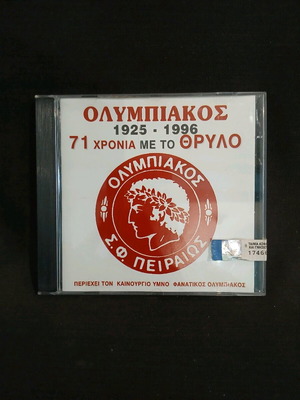 ΟΛΥΜΠΙΑΚΟΣ
1925 - 1996
71 ΧΡΟΝΙΑ ΜΕ ΤΟ ΘΡΥΛΟ
ΟΛΥΜΠΙΑΚΟΣ
Σ.Φ. ΠΕΙΡΑΙΩΣ
ΠΕΡΙΕΧΕΙ ΤΟΝ ΚΑΙΝΟΥΡΓΙΟ ΥΜΝΟ ΦΑΝΑΤΙΚΟΣ ΟΛΥΜΠΙΑΚΟΣ